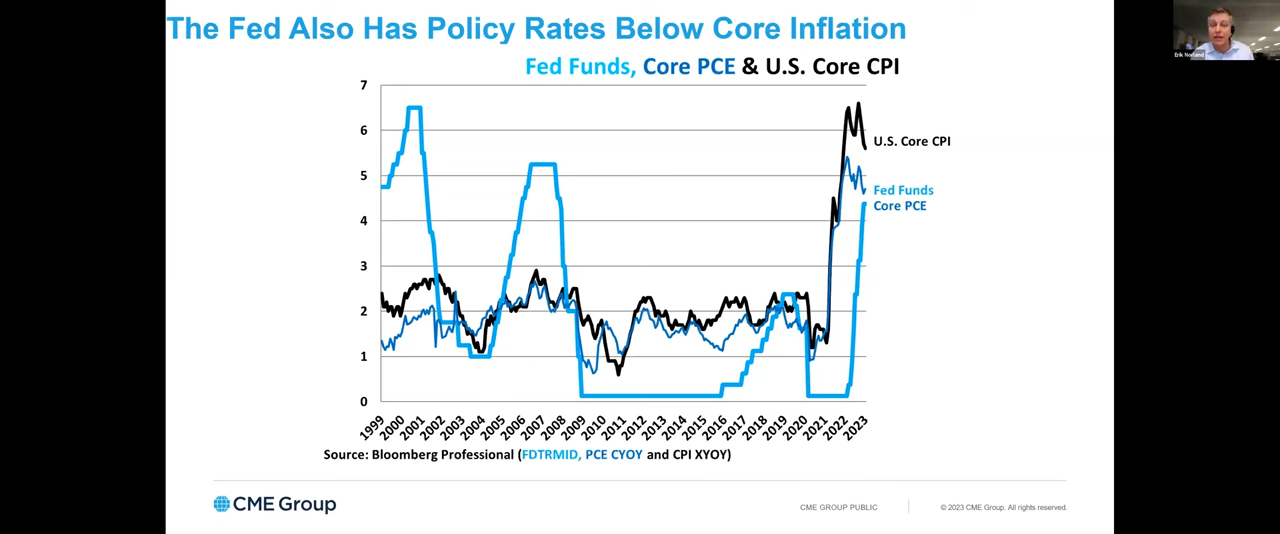 The Fed Also Has Policy Rates Below Core Inflation
Erik Norland
Fed Funds, Core PCE & U.S. Core CPI
7
6
5
4
3
2
1
0
U.S. Core CPI
Fed Funds
Core PCE
1999 2000 2001 2002 2003 2004 2005 2006 2007 2008 2009 2010 2011 2012 2013 2014 2015 2016 2017 2018 2019 2020 2021 2022 2023
Source: Bloomberg Professional (FDTRMID, PCE CYOY and CPI XYOY)
CME Group
CME GROUP PUBLIC
© 2023 CME Group. All rights reserved.